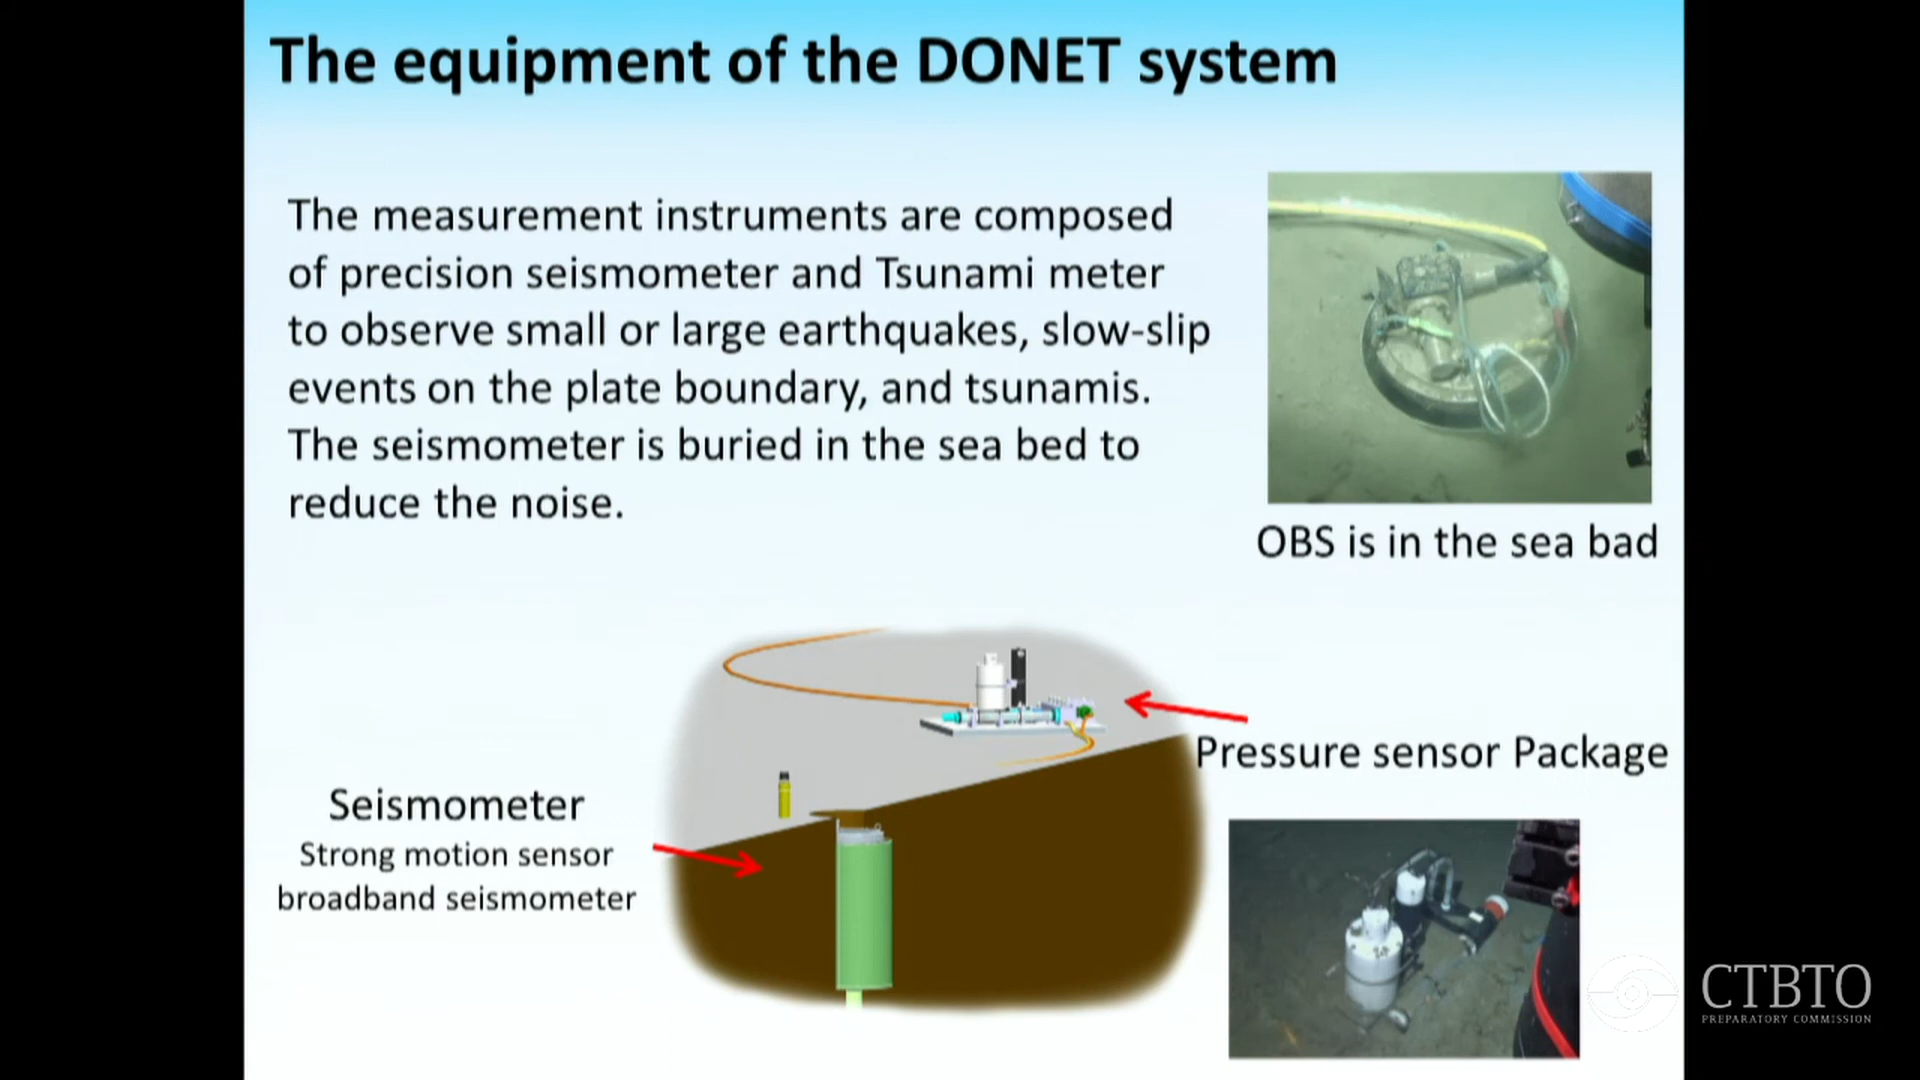 The equipment of the DONET system
The measurement instruments are composed
of precision seismometer and Tsunami meter
to observe small or large earthquakes, slow-slip
events on the plate boundary, and tsunamis.
The seismometer is buried in the sea bed to
reduce the noise.
OBS is in the sea bad
Pressure sensor Package
Seismometer
Strong motion sensor
broadband seismometer
CTBTO
PREPARATORY COMMISSION